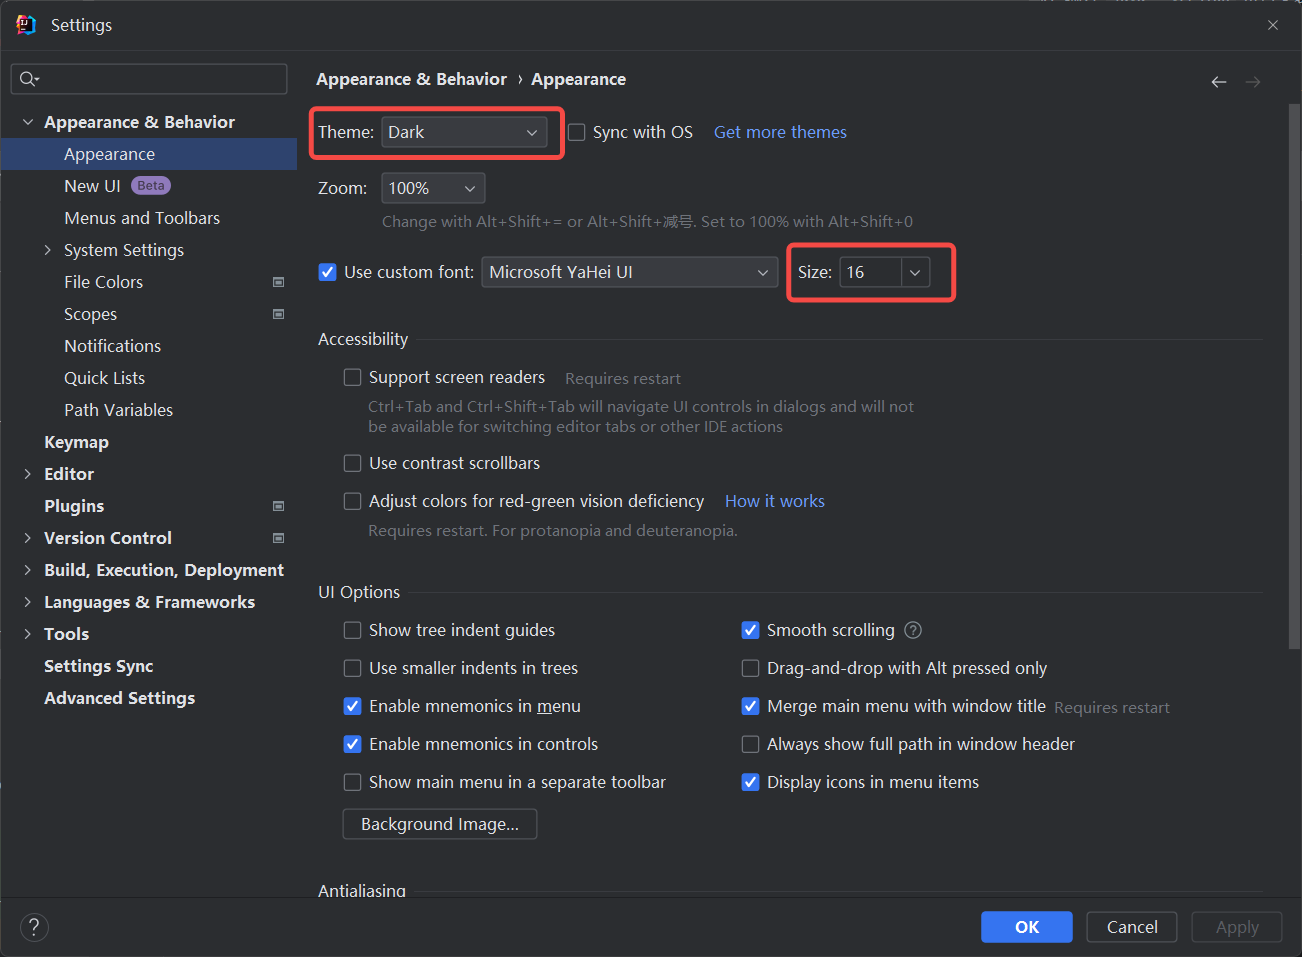 Settings
Appearance & Behavior › Appearance
Appearance & Behavior
Appearance
New UI Beta
Menus and Toolbars
System Settings
File Colors
Scopes
Notifications
Quick Lists
Path Variables
Keymap
Editor
Plugins
Version Control
Build, Execution, Deployment
Languages & Frameworks
Tools
Settings Sync
Advanced Settings
Theme: Dark Sync with OS Get more themes
Zoom: 100%
Change with Alt+Shift+= or Alt+Shift+减号. Set to 100% with Alt+Shift+0
Use custom font: Microsoft YaHei UI Size: 16
Accessibility
Support screen readers Requires restart
Ctrl+Tab and Ctrl+Shift+Tab will navigate UI controls in dialogs and will not
be available for switching editor tabs or other IDE actions
Use contrast scrollbars
Adjust colors for red-green vision deficiency How it works
Requires restart. For protanopia and deuteranopia.
UI Options
Show tree indent guides Smooth scrolling ?
Use smaller indents in trees Drag-and-drop with Alt pressed only
Enable mnemonics in menu Merge main menu with window title Requires restart
Enable mnemonics in controls Always show full path in window header
Show main menu in a separate toolbar Display icons in menu items
Background Image...
Antialiasing
? OK Cancel Apply